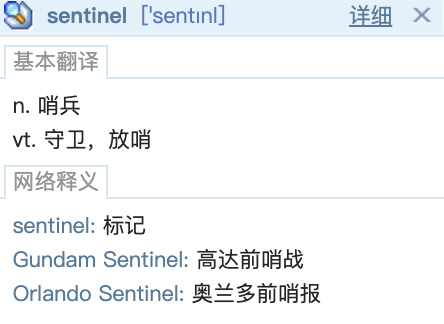 sentinel ['sentınl] 详细 ×
基本翻译
n. 哨兵
vt. 守卫，放哨
网络释义
sentinel: 标记
Gundam Sentinel: 高达前哨战
Orlando Sentinel: 奥兰多前哨报